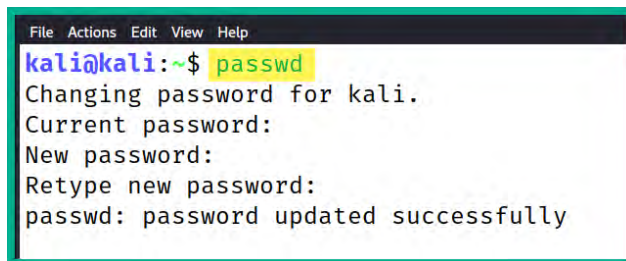 File Actions Edit View Help
kali@kali:~$ passwd
Changing password for kali.
Current password:
New password:
Retype new password:
passwd: password updated successfully